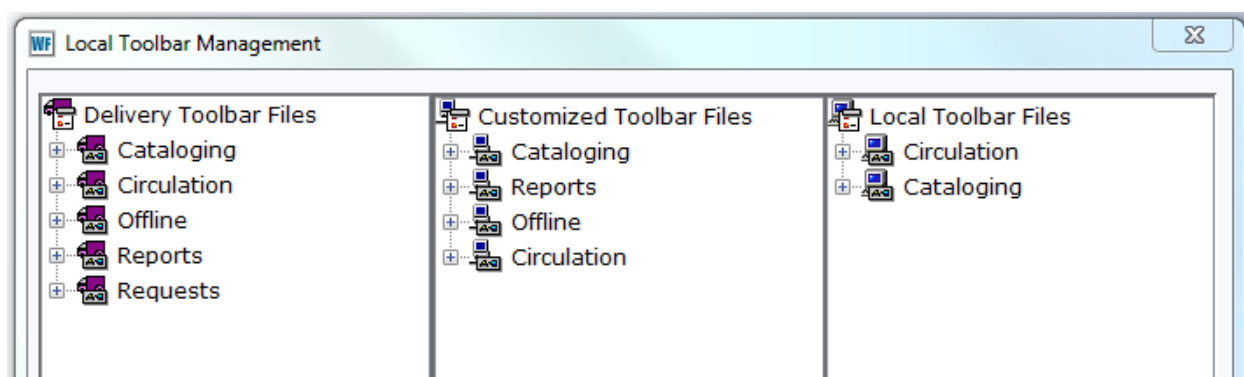 WF Local Toolbar Management
Delivery Toolbar Files
Cataloging
Circulation
Offline
Reports
Requests
Customized Toolbar Files
Cataloging
Reports
Offline
Circulation
Local Toolbar Files
Circulation
Cataloging